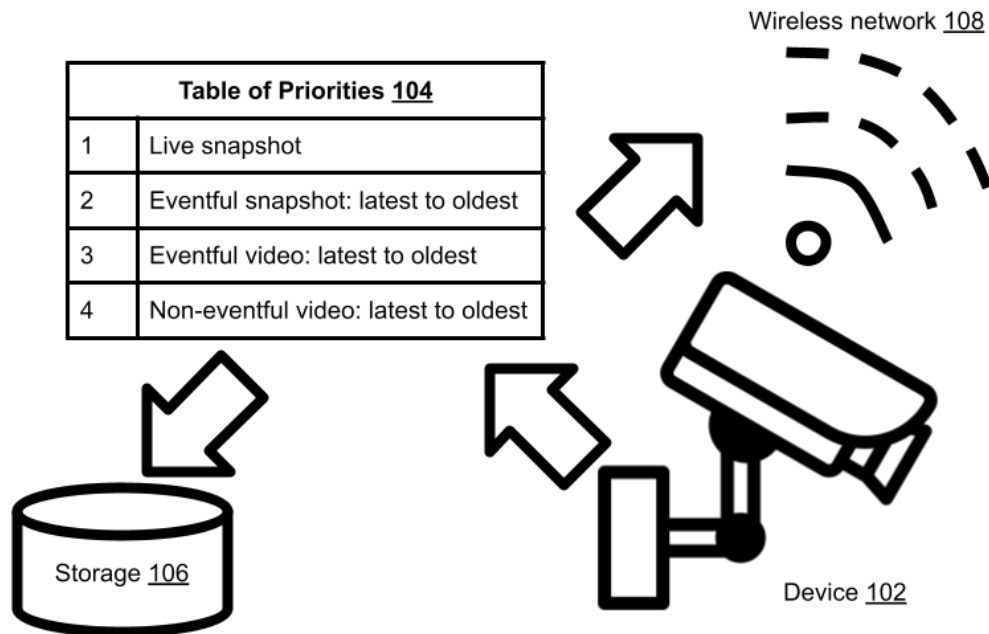 Wireless network 108
Table of Priorities 104
1 Live snapshot
2 Eventful snapshot: latest to oldest
3 Eventful video: latest to oldest
4 Non-eventful video: latest to oldest
Storage 106
Device 102